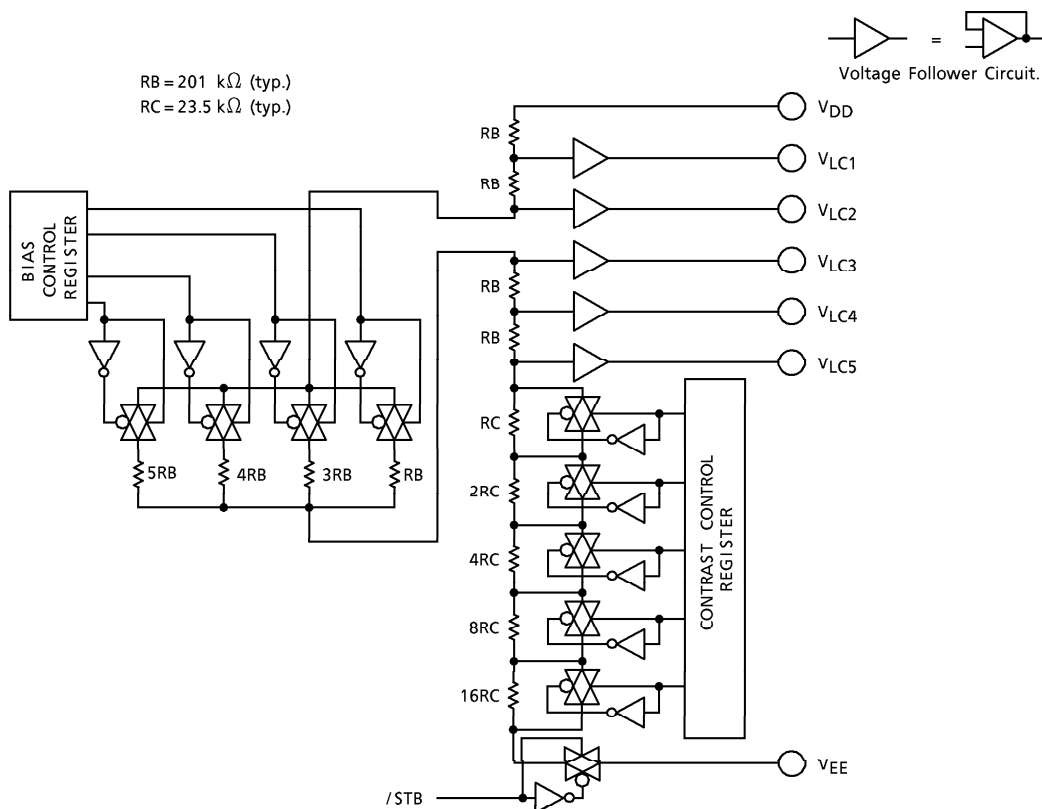 =
Voltage Follower Circuit.
RB = 201 kΩ (typ.)
RC = 23.5 kΩ (typ.)
VDD
RB
VLC1
RB
VLC2
BIAS
CONTROL
REGISTER
VLC3
RB
VLC4
RB
VLC5
RC
5RB
4RB
3RB
RB
2RC
4RC
8RC
16RC
CONTRAST CONTROL
REGISTER
VEE
/STB